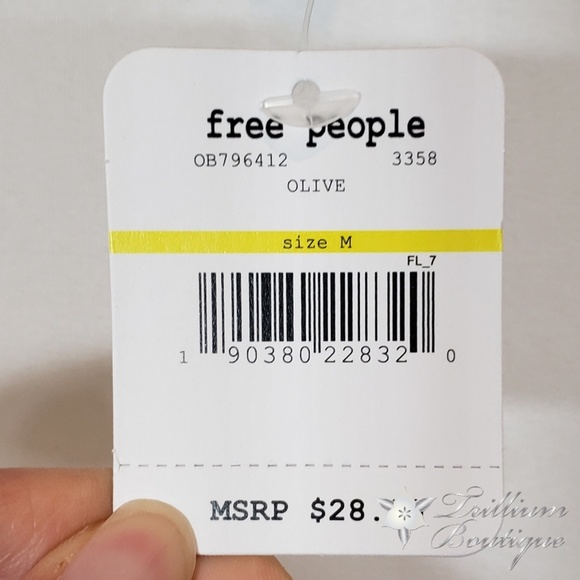 free people
OB796412 3358
OLIVE
size M
FL_7
1 90380 22832 0
MSRP $28.
Trillium
Boutique